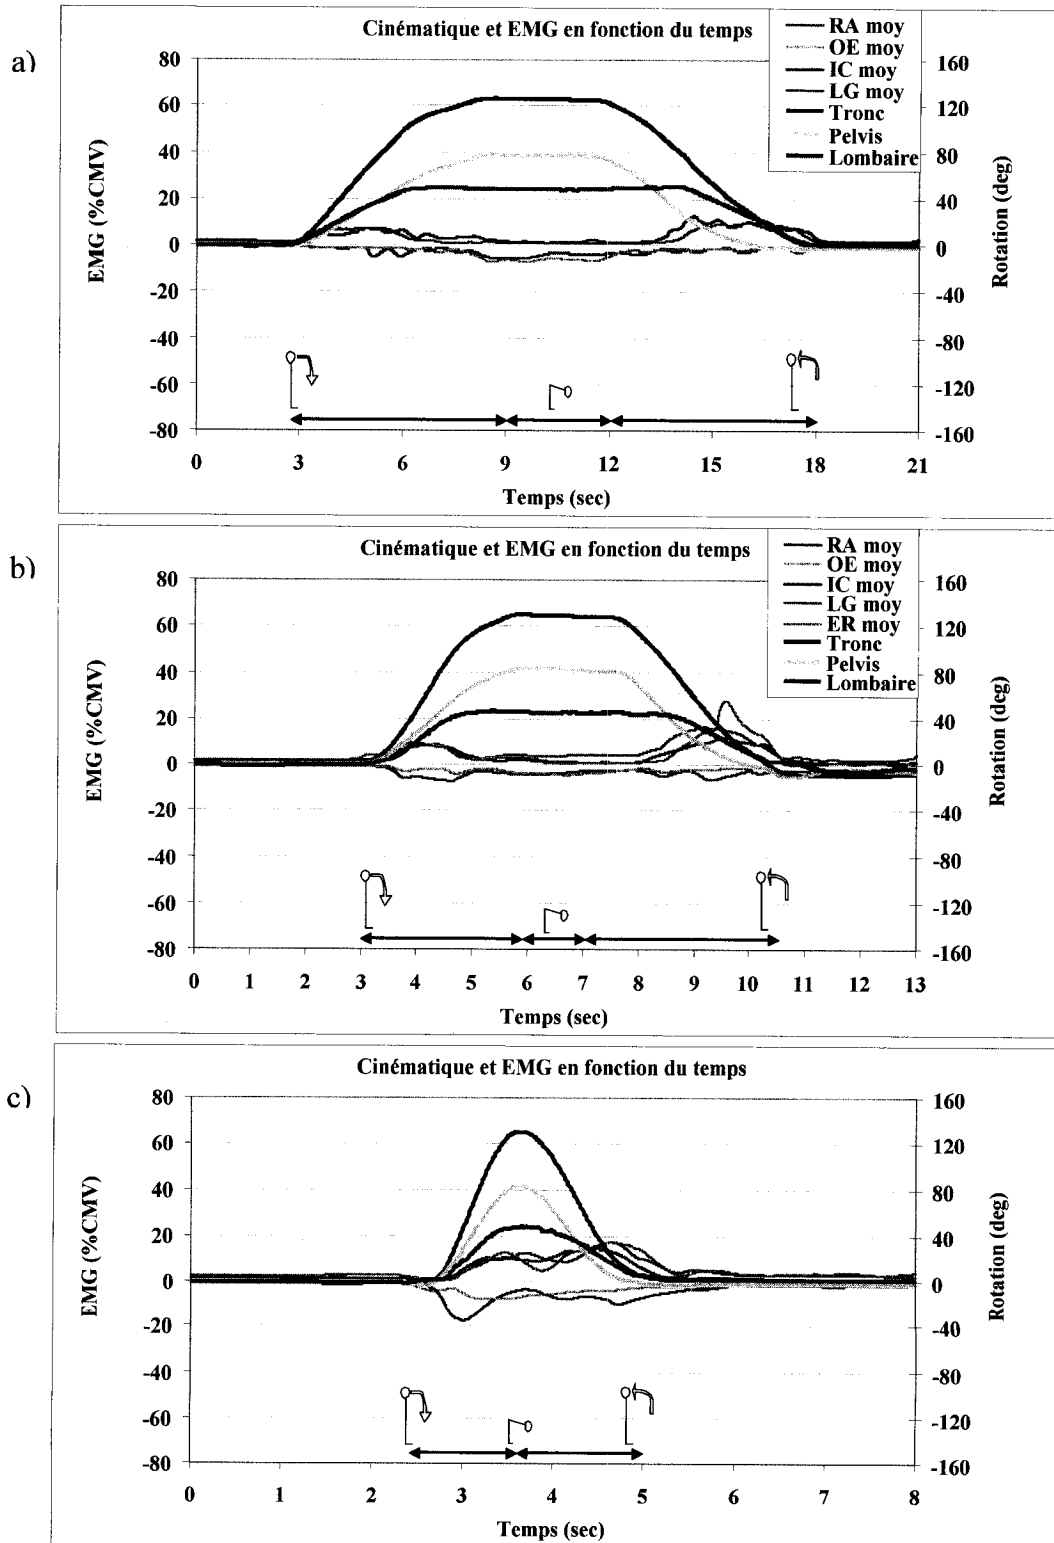 a)
Cinématique et EMG en fonction du temps
RA moy
OE moy
IC moy
LG moy
Tronc
Pelvis
Lombaire
EMG (%CMV)
80
60
40
20
0
-20
-40
-60
-80
160
120
80
40
0
-40
-80
-120
-160
Rotation (deg)
0 3 6 9 12 15 18 21
Temps (sec)
b)
Cinématique et EMG en fonction du temps
RA moy
OE moy
IC moy
LG moy
ER moy
Tronc
Pelvis
Lombaire
EMG (%CMV)
80
60
40
20
0
-20
-40
-60
-80
160
120
80
40
0
-40
-80
-120
-160
Rotation (deg)
0 1 2 3 4 5 6 7 8 9 10 11 12 13
Temps (sec)
c)
Cinématique et EMG en fonction du temps
EMG (%CMV)
80
60
40
20
0
-20
-40
-60
-80
160
120
80
40
0
-40
-80
-120
-160
Rotation (deg)
0 1 2 3 4 5 6 7 8
Temps (sec)